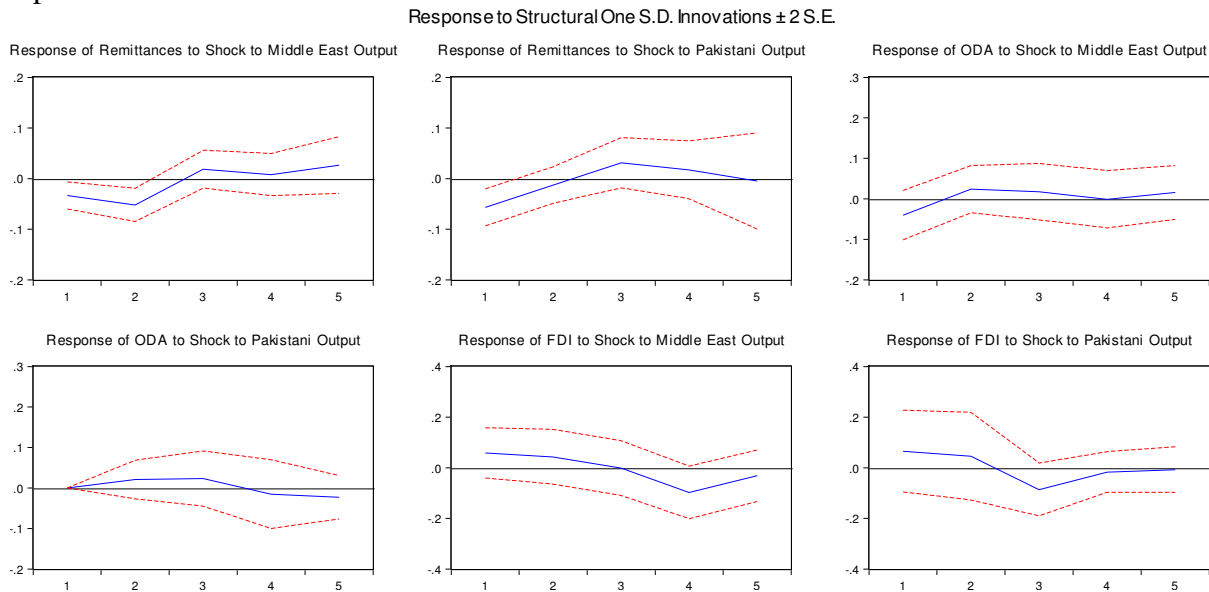 Response to Structural One S.D. Innovations ± 2 S.E.
Response of Remittances to Shock to Middle East Output
Response of Remittances to Shock to Pakistani Output
Response of ODA to Shock to Middle East Output
.2
.1
.0
-.1
-.2
1 2 3 4 5
.2
.1
.0
-.1
-.2
1 2 3 4 5
.3
.2
.1
.0
-.1
-.2
1 2 3 4 5
Response of ODA to Shock to Pakistani Output
Response of FDI to Shock to Middle East Output
Response of FDI to Shock to Pakistani Output
.3
.2
.1
.0
-.1
-.2
1 2 3 4 5
.4
.2
.0
-.2
-.4
1 2 3 4 5
.4
.2
.0
-.2
-.4
1 2 3 4 5